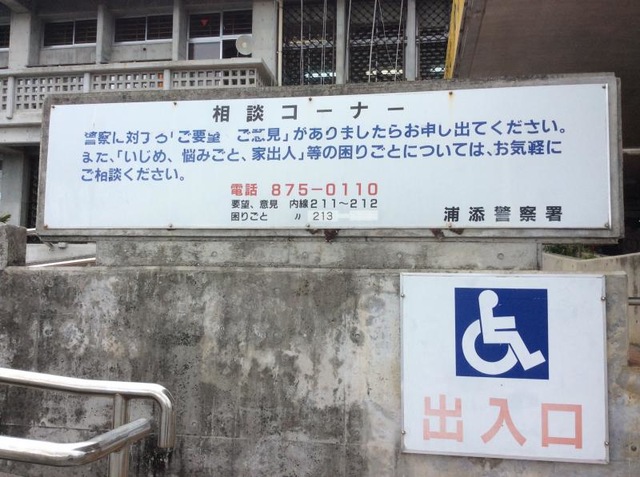 相談コーナー
警察に対する「ご要望 ご意見」がありましたらお申し出てください。
また、「いじめ、悩みごと、家出人」等の困りごとについては、お気軽に
ご相談ください。
電話 875-0110
要望、意見 内線211~212
困りごと 〃 213
浦添警察署
出入口